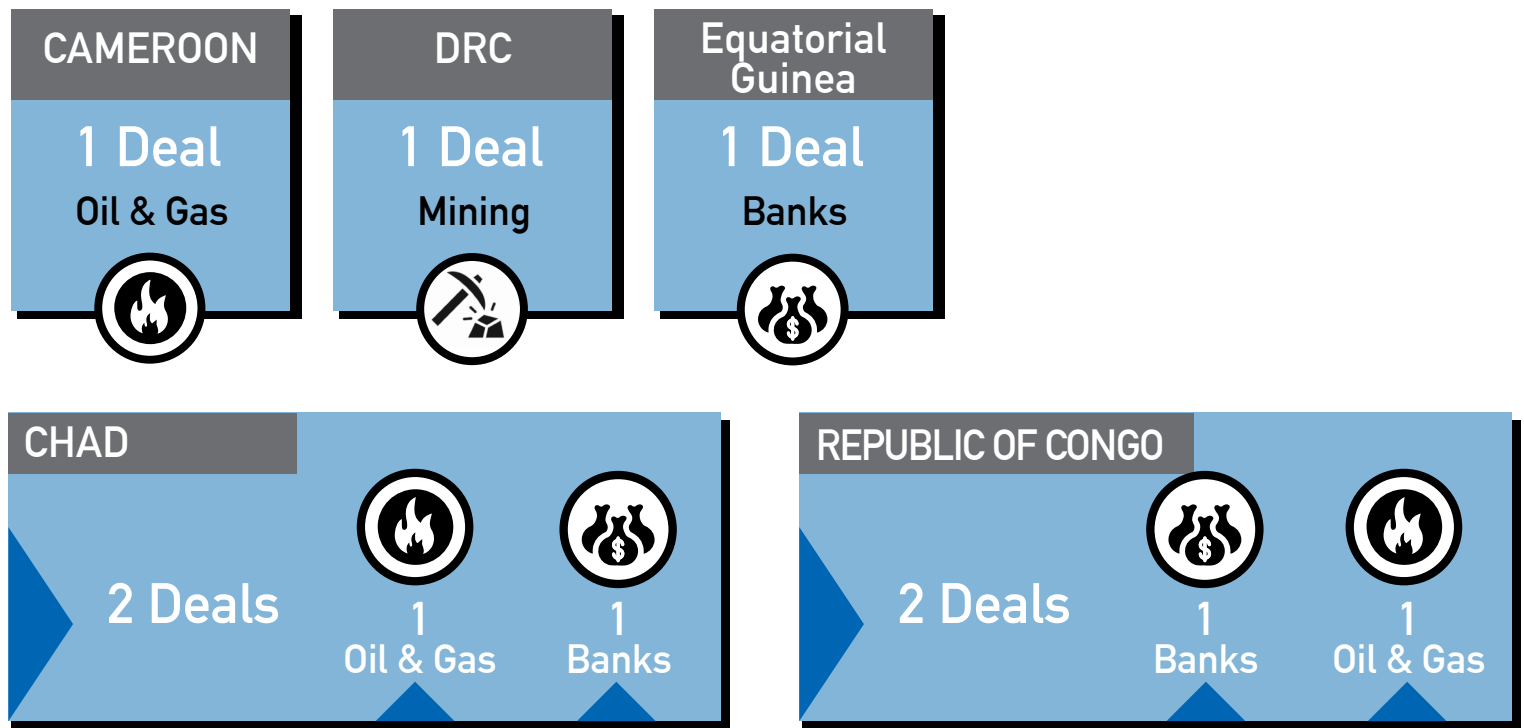 CAMEROON
1 Deal
Oil & Gas
DRC
1 Deal
Mining
Equatorial
Guinea
1 Deal
Banks
$
CHAD
2 Deals
1
Oil & Gas
$
1
Banks
REPUBLIC OF CONGO
2 Deals
$
1
Banks
1
Oil & Gas